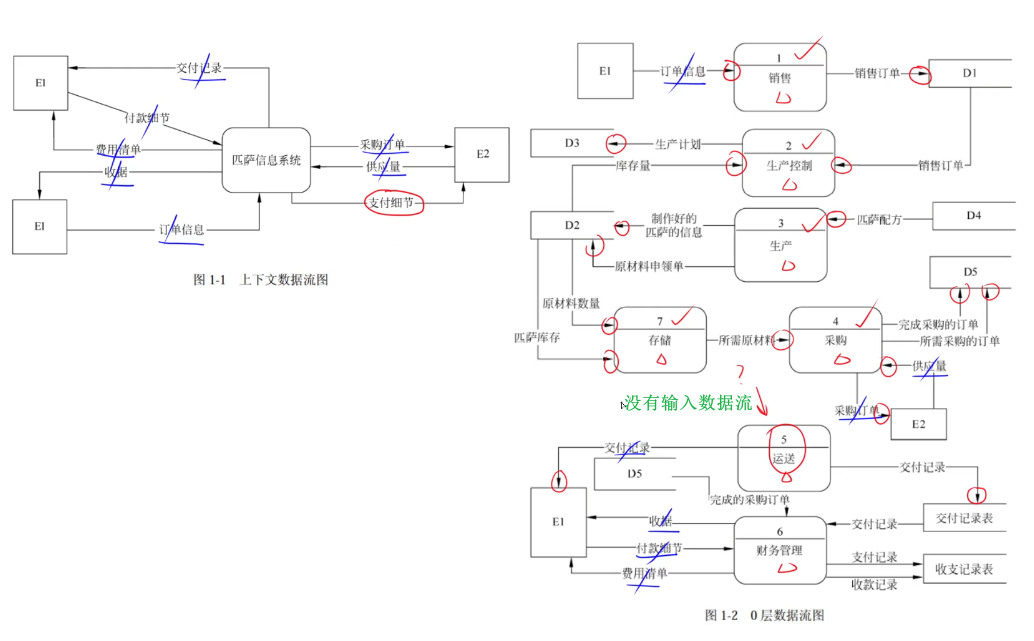 交付记录
E1
付款细节
费用清单
收据
E1
订单信息
匹萨信息系统
采购订单
供应量
支付细节
E2
图 1-1 上下文数据流图
E1
订单信息
1
销售
销售订单
D1
D3
生产计划
库存量
2
生产控制
销售订单
D2
制作好的
匹萨的信息
原材料申领单
3
生产
匹萨配方
D4
D5
原材料数量
匹萨库存
7
存储
所需原材料
4
采购
完成采购的订单
所需采购的订单
供应量
采购订单
E2
?
没有输入数据流
5
运送
交付记录
D5
完成的采购订单
交付记录
交付记录表
E1
收据
付款细节
费用清单
6
财务管理
交付记录
支付记录
收款记录
收支记录表
图 1-2 0 层数据流图